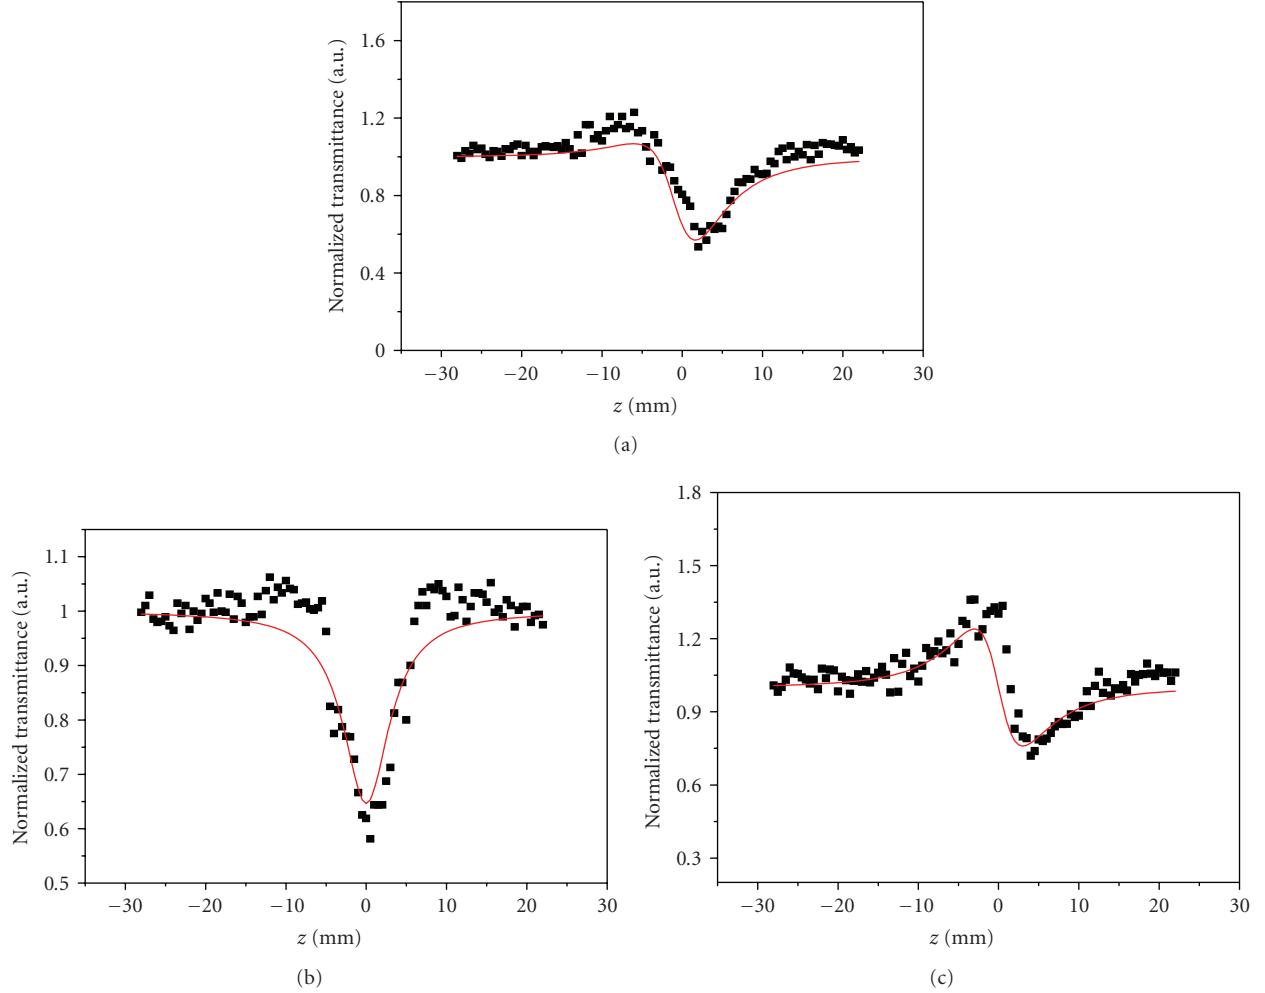 Normalized transmittance (a.u.)
1.6
1.2
0.8
0.4
0
−30 −20 −10 0 10 20 30
z (mm)
(a)
Normalized transmittance (a.u.)
1.1
1
0.9
0.8
0.7
0.6
0.5
−30 −20 −10 0 10 20 30
z (mm)
(b)
Normalized transmittance (a.u.)
1.8
1.5
1.2
0.9
0.6
0.3
−30 −20 −10 0 10 20 30
z (mm)
(c)